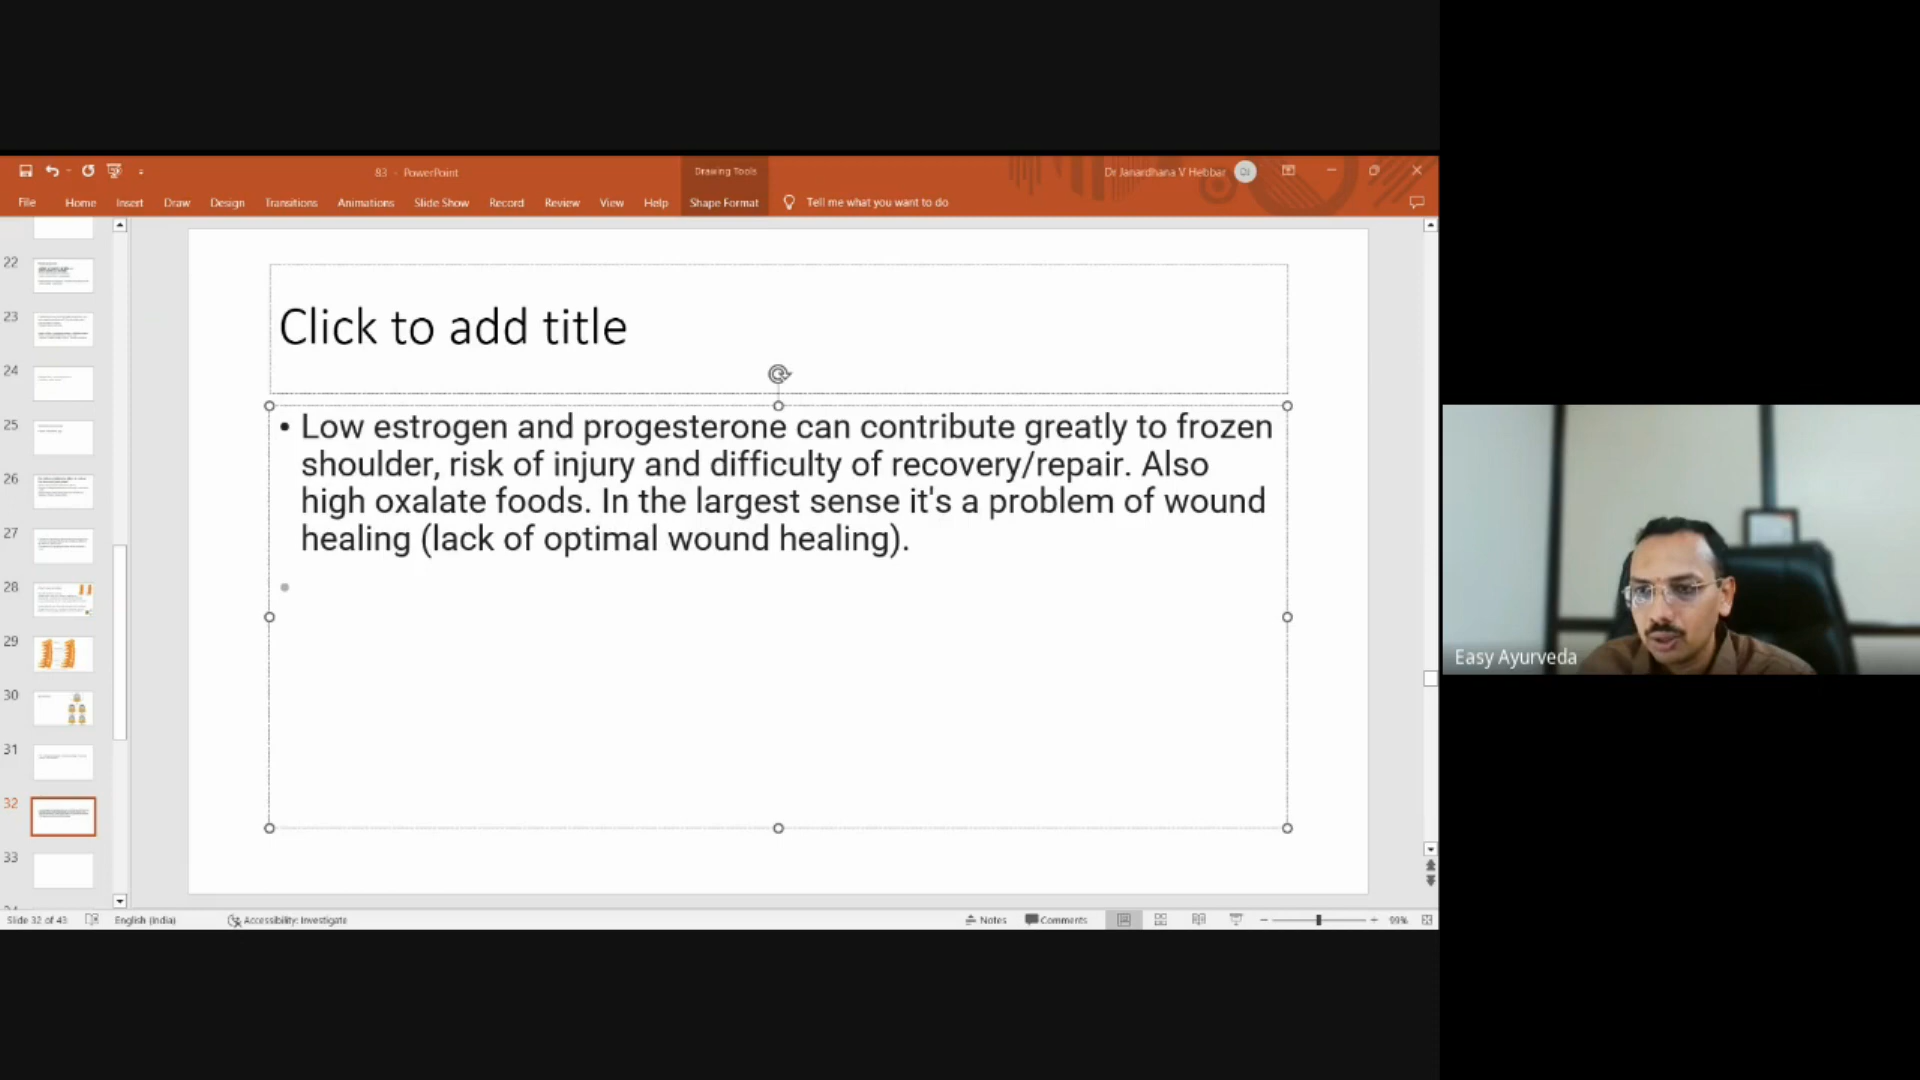 83 - PowerPoint
Drawing Tools
Dr Janardhana V Hebbar
File Home Insert Draw Design Transitions Animations Slide Show Record Review View Help Shape Format Tell me what you want to do
22
23
24
25
26
27
28
29
30
31
32
33
Click to add title
• Low estrogen and progesterone can contribute greatly to frozen
shoulder, risk of injury and difficulty of recovery/repair. Also
high oxalate foods. In the largest sense it's a problem of wound
healing (lack of optimal wound healing).
Easy Ayurveda
Slide 32 of 43 English (India) Accessibility: Investigate Notes Comments 99%